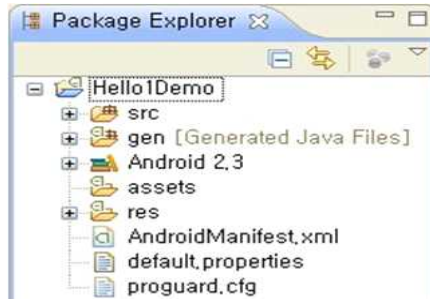 Package Explorer
Hello1Demo
src
gen [Generated Java Files]
Android 2,3
assets
res
AndroidManifest,xml
default,properties
proguard,cfg